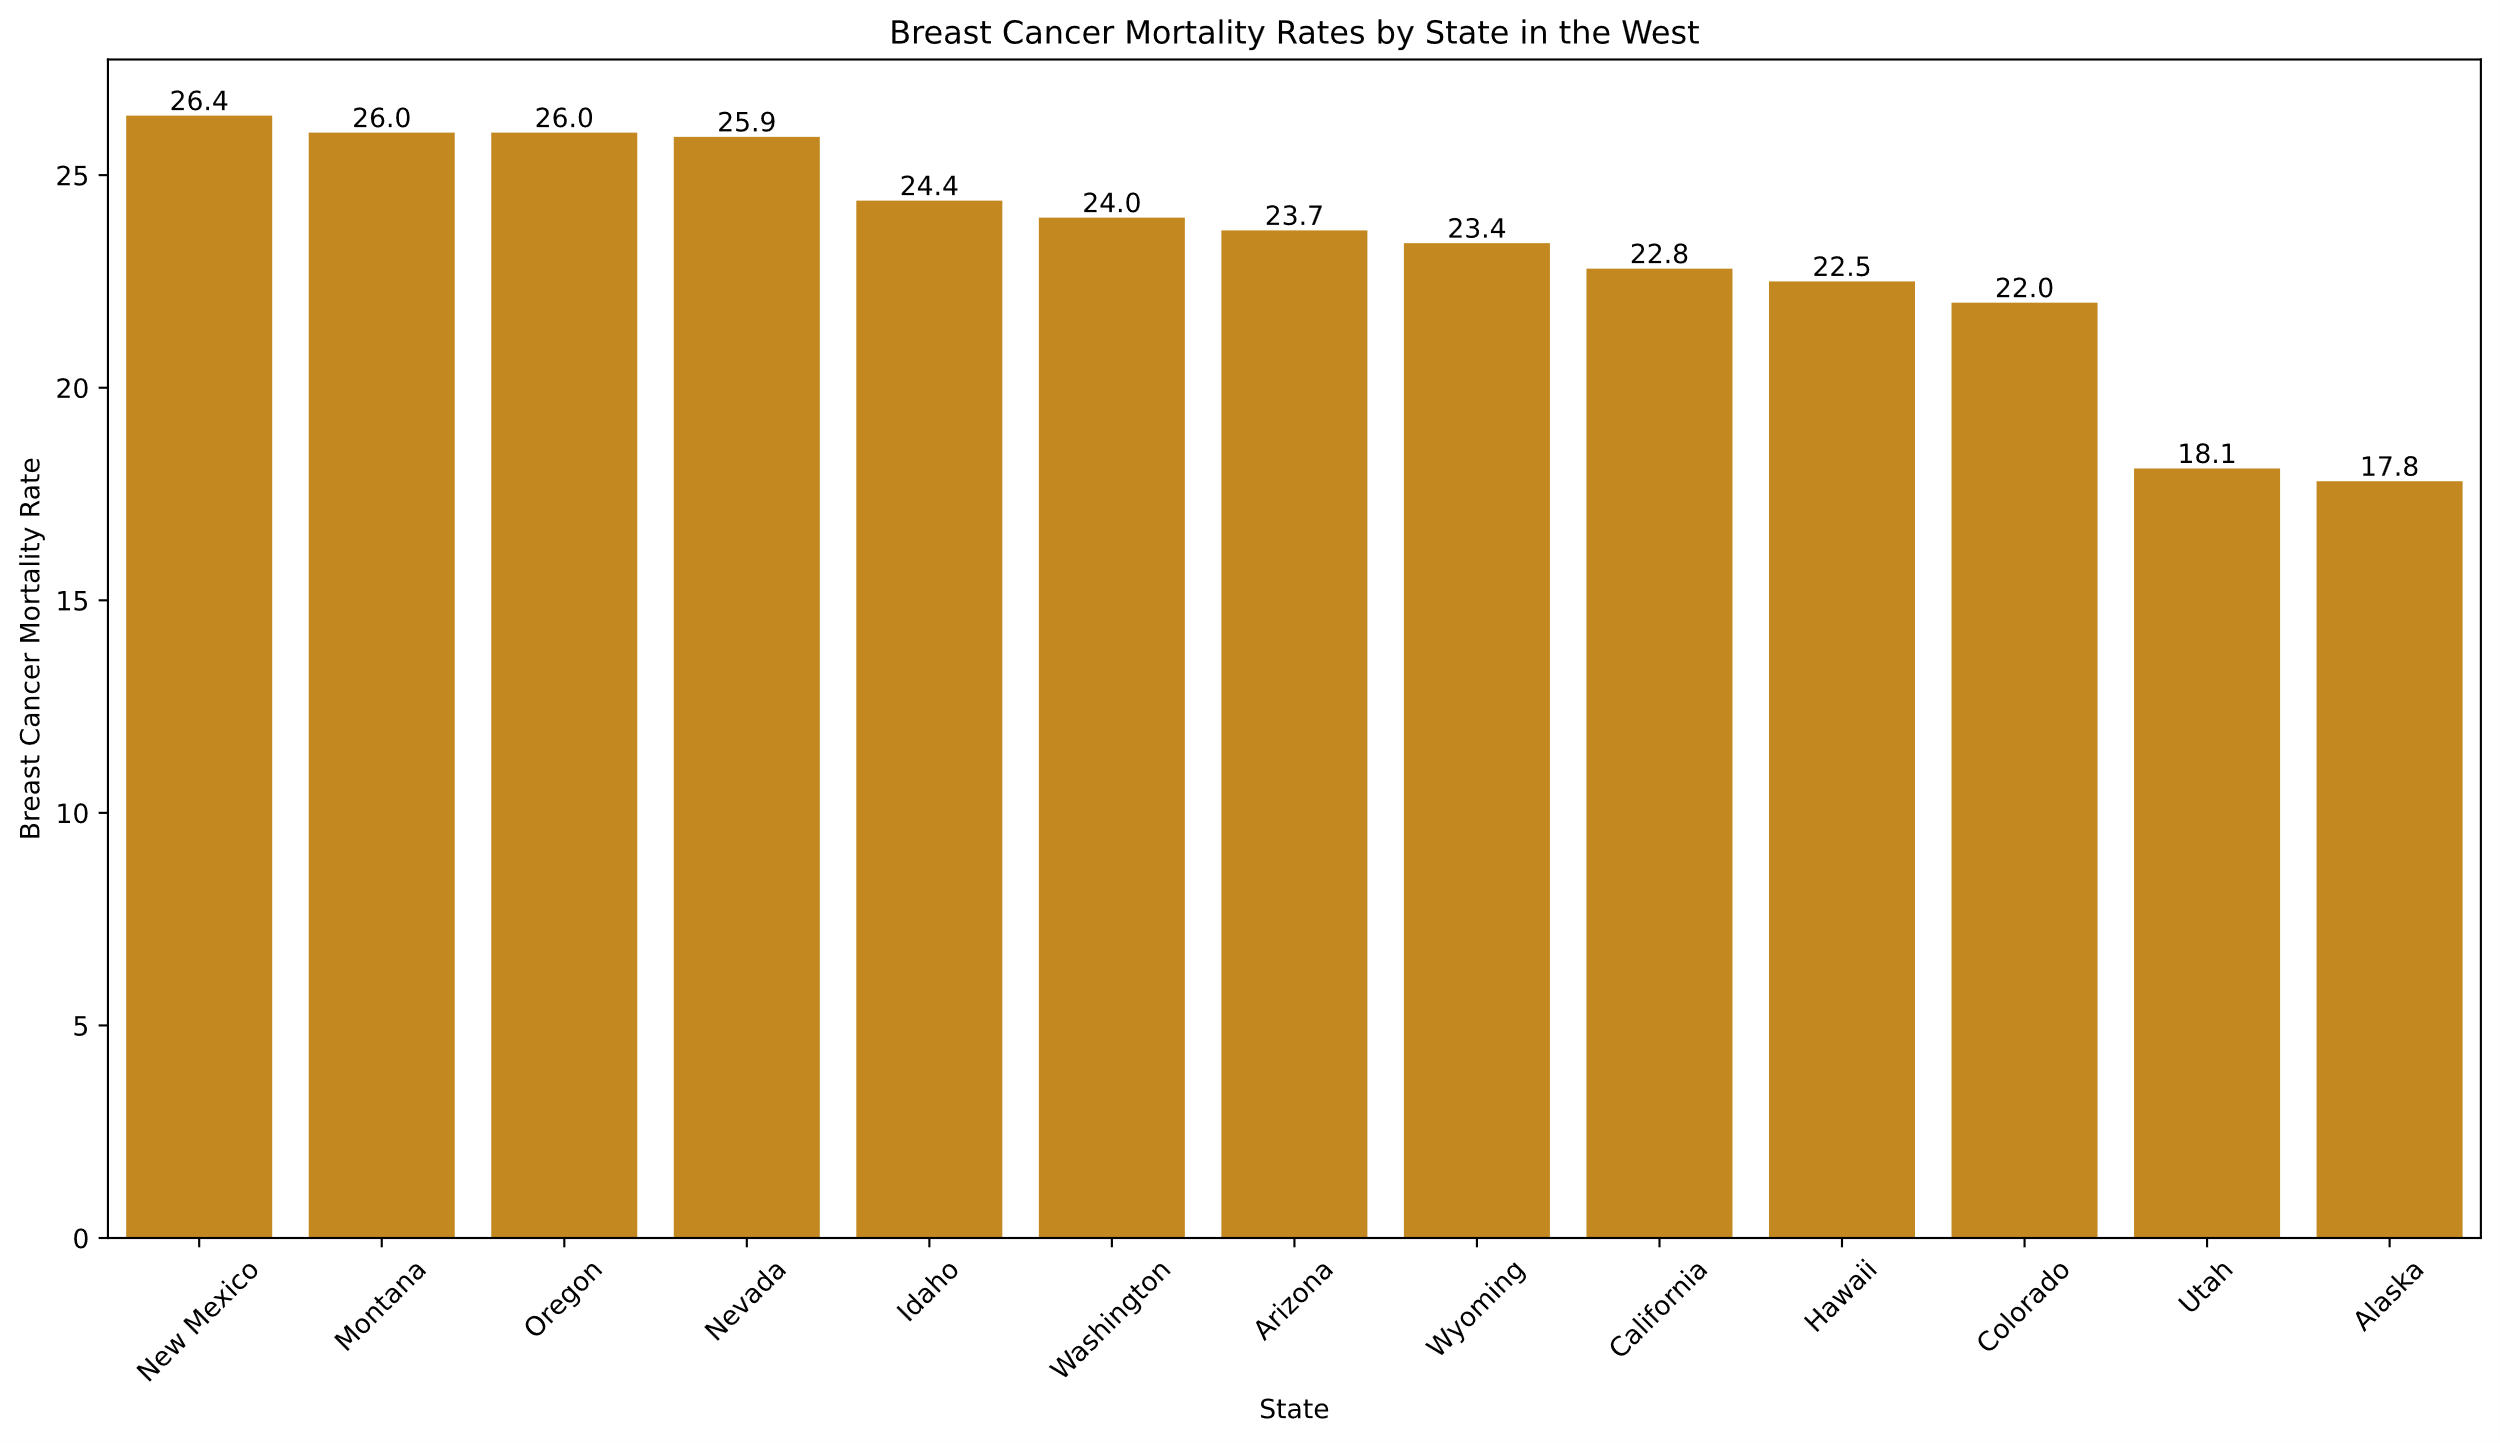 Breast Cancer Mortality Rates by State in the West
Breast Cancer Mortality Rate
25
20
15
10
5
0
26.4
26.0
26.0
25.9
24.4
24.0
23.7
23.4
22.8
22.5
22.0
18.1
17.8
New Mexico
Montana
Oregon
Nevada
Idaho
Washington
Arizona
Wyoming
California
Hawaii
Colorado
Utah
Alaska
State